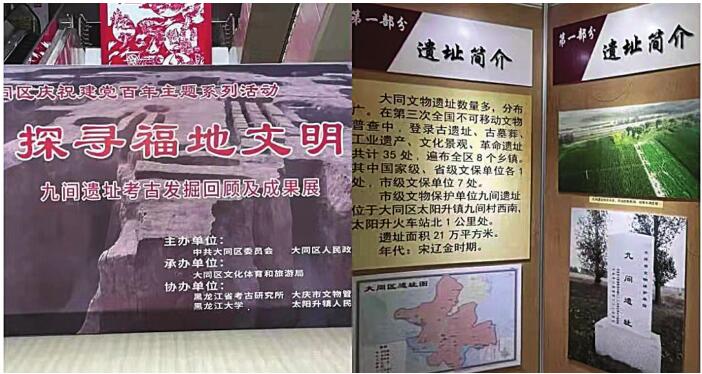 同区庆祝建党百年主题系列活动
探寻福地文明
九间遗址考古发掘回顾及成果展
主办单位：
中共大同区委员会 大同区人民政
承办单位：
大同区文化体育和旅游局
协办单位：
黑龙江省考古研究所 大庆市文物管
黑龙江大学 太阳升镇人民
第一部分
遗址简介
大同文物遗址数量多，分布
广。在第三次全国不可移动文物
普查中，登录古遗址、古墓葬、
工业遗产、文化景观、革命遗址
共计35处，遍布全区8个乡镇。
其中国家级、省级文保单位各1
处，市级文保单位7处。
市级文物保护单位九间遗址
位于大同区太阳升镇九间村西南，
太阳升火车站北1公里处。
遗址面积21万平方米。
年代：宋辽金时期。
大同区遗址图
第一部分
遗址简介
九间遗址